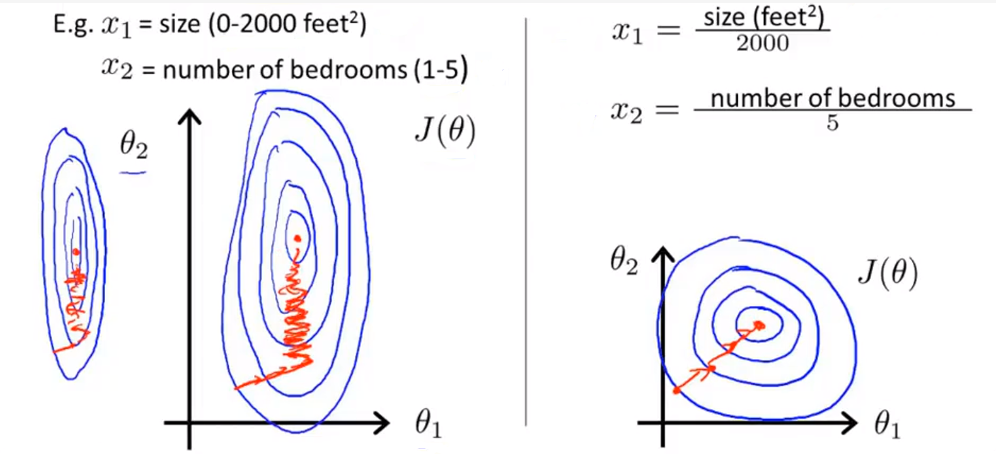 E.g. x₁ = size (0-2000 feet²)
x₂ = number of bedrooms (1-5)
θ₂
J(θ)
θ₁
x₁ = size (feet²) / 2000
x₂ = number of bedrooms / 5
θ₂
J(θ)
θ₁